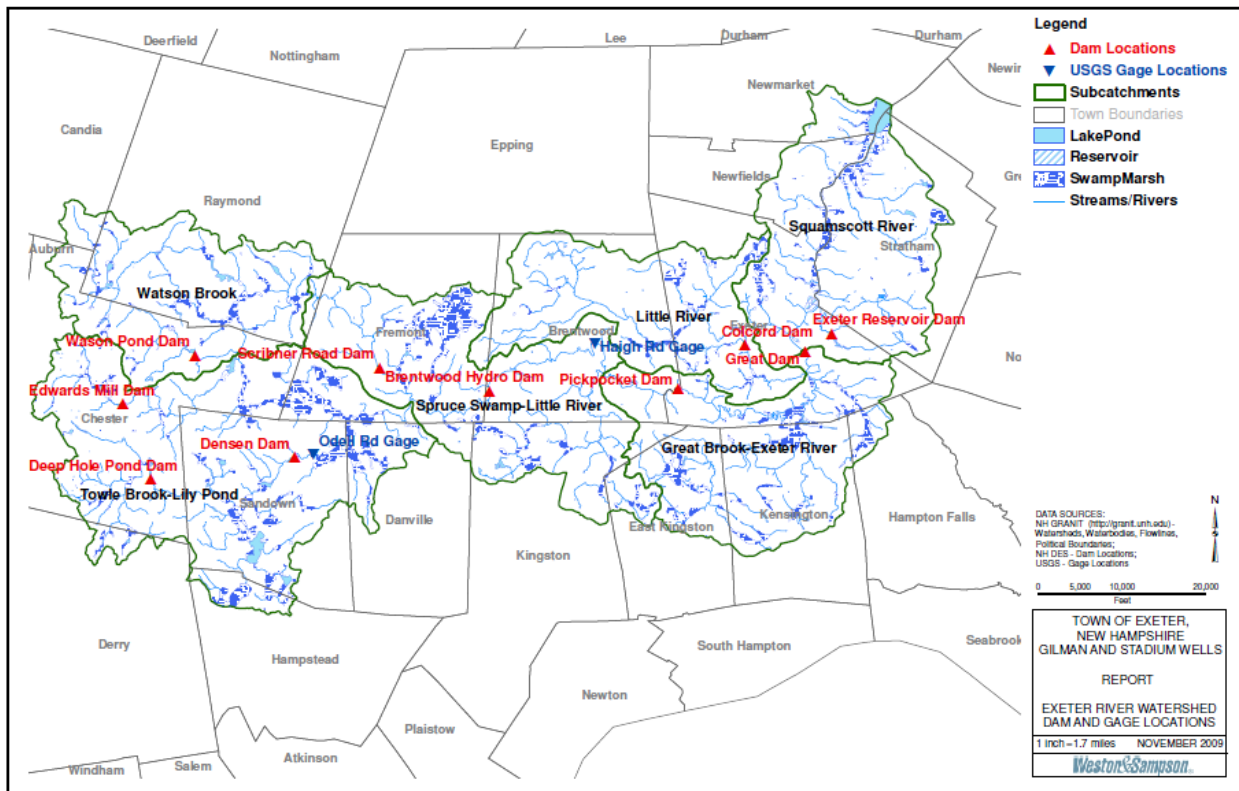 Deerfield
Nottingham
Lee
Durham
Durham
Newmarket
Candia
Epping
Newfields
Raymond
Auburn
Squamscott River
Stratham
Watson Brook
Fremont
Brentwood
Little River
Exeter
Exeter Reservoir Dam
Colcord Dam
Haigh Rd Gage
Great Dam
Wason Pond Dam
Scribner Road Dam
Brentwood Hydro Dam
Pickpocket Dam
Edwards Mill Dam
Chester
Spruce Swamp-Little River
Densen Dam
Odell Rd Gage
Great Brook-Exeter River
Deep Hole Pond Dam
Towle Brook-Lily Pond
Sandown
Danville
East Kingston
Kensington
Hampton Falls
Kingston
Derry
Hampstead
South Hampton
Seabrook
Newton
Plaistow
Atkinson
Salem
Windham
Legend
Dam Locations
USGS Gage Locations
Subcatchments
Town Boundaries
LakePond
Reservoir
SwampMarsh
Streams/Rivers
N
DATA SOURCES:
NH GRANIT (http://granit.unh.edu) -
Watersheds, Waterbodies, Flowlines,
Political Boundaries;
NH DES - Dam Locations;
USGS - Gage Locations
0 5,000 10,000 20,000
Feet
TOWN OF EXETER,
NEW HAMPSHIRE
GILMAN AND STADIUM WELLS
REPORT
EXETER RIVER WATERSHED
DAM AND GAGE LOCATIONS
1 inch = 1.7 miles NOVEMBER 2009
Weston&Sampson